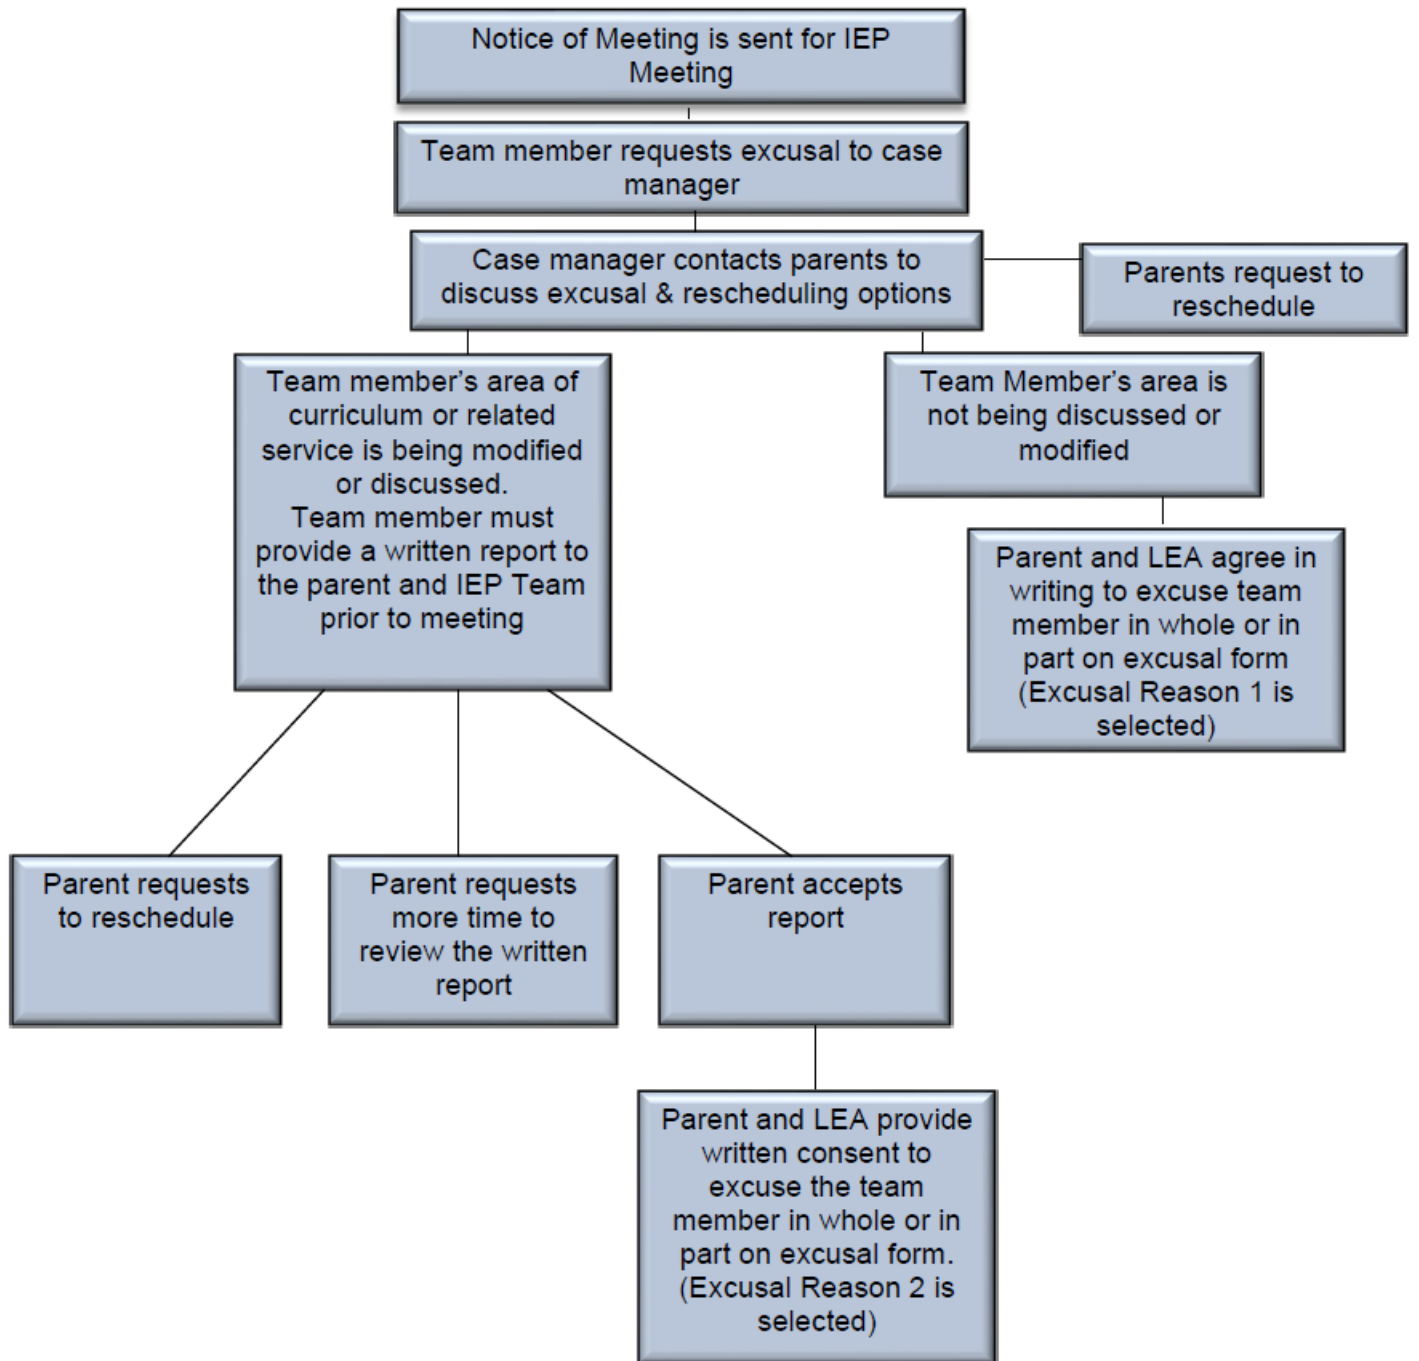 Notice of Meeting is sent for IEP
Meeting
Team member requests excusal to case
manager
Case manager contacts parents to
discuss excusal & rescheduling options
Parents request to
reschedule
Team member's area of
curriculum or related
service is being modified
or discussed.
Team member must
provide a written report to
the parent and IEP Team
prior to meeting
Team Member's area is
not being discussed or
modified
Parent and LEA agree in
writing to excuse team
member in whole or in
part on excusal form
(Excusal Reason 1 is
selected)
Parent requests
to reschedule
Parent requests
more time to
review the written
report
Parent accepts
report
Parent and LEA provide
written consent to
excuse the team
member in whole or in
part on excusal form.
(Excusal Reason 2 is
selected)